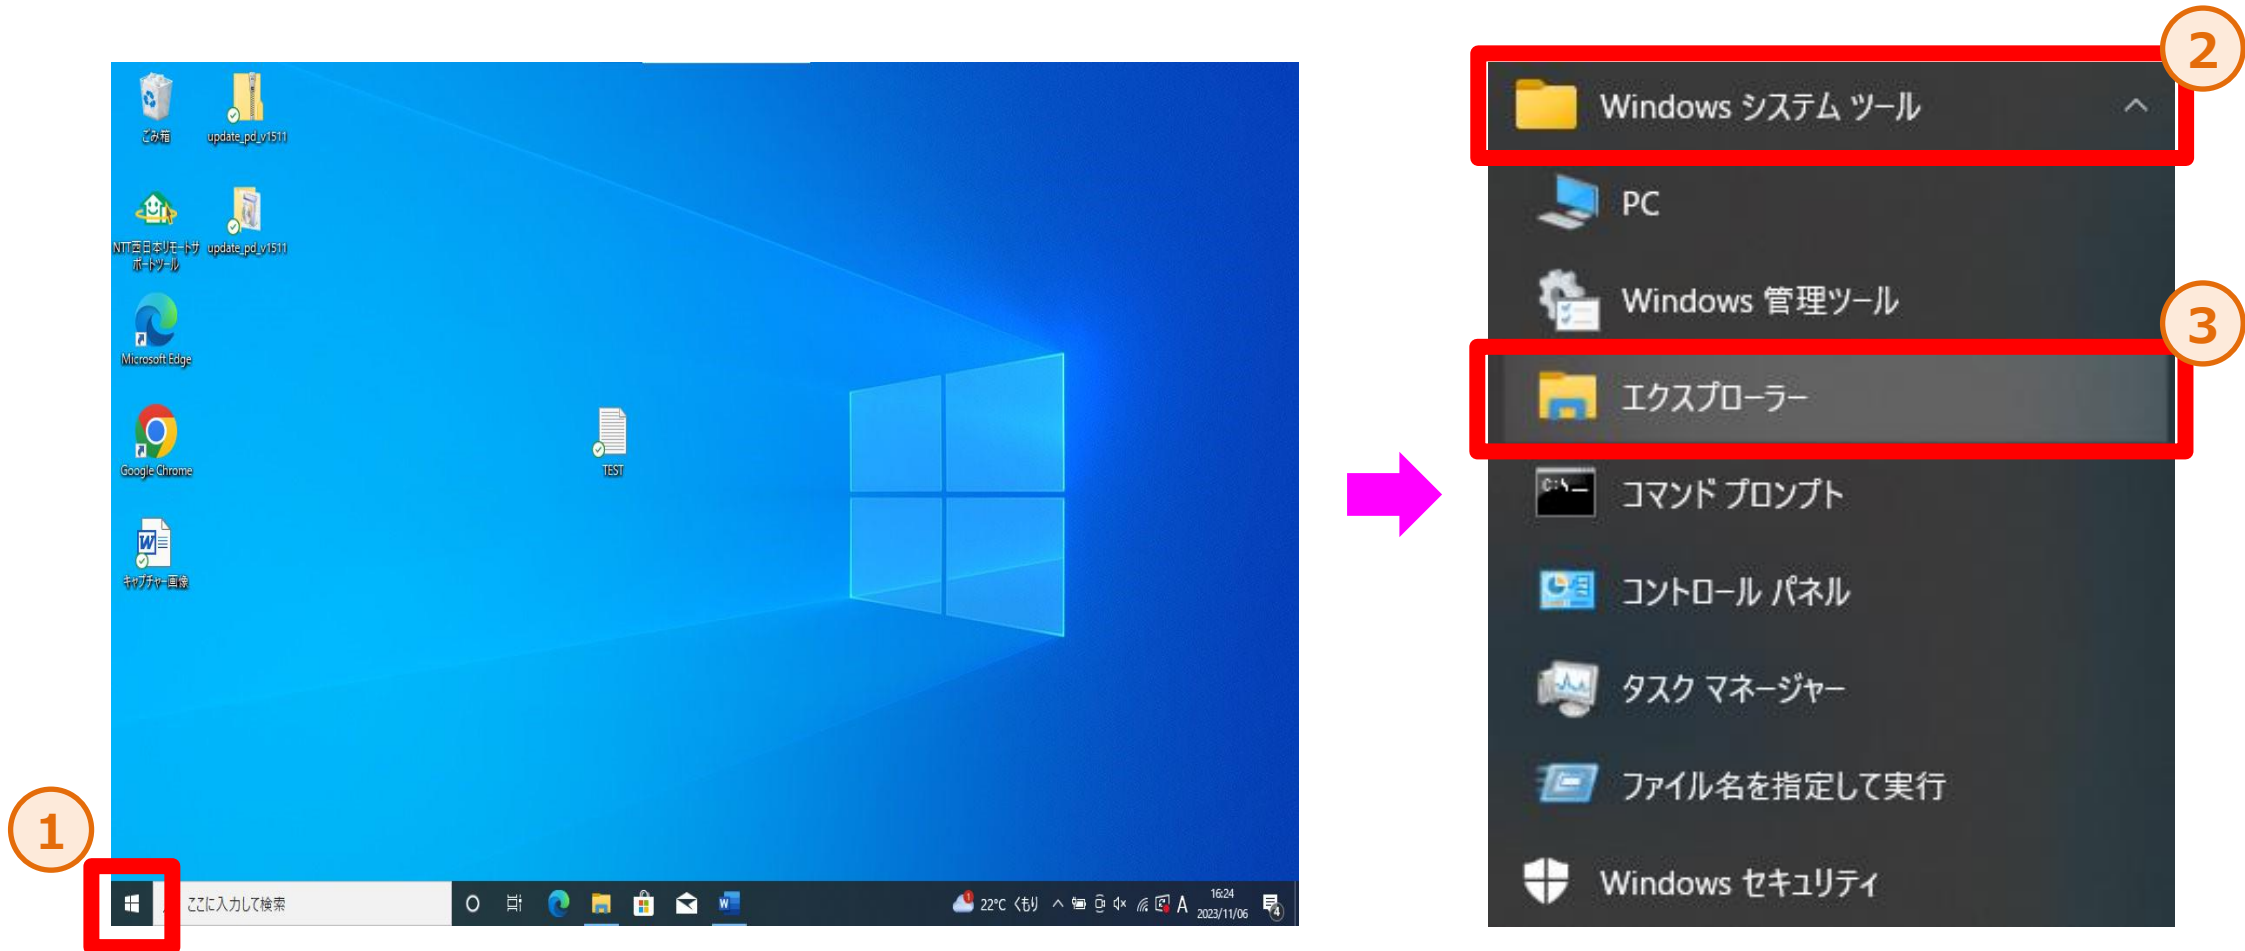 ごみ箱
update_pd_v1511
NTT西日本リモートサ
ポートツール
update_pd_v1511
Microsoft Edge
Google Chrome
TEST
キャプチャー画像
1
ここに入力して検索
22°C くもり
A
16:24
2023/11/06
4
2
Windows システム ツール
PC
Windows 管理ツール
3
エクスプローラー
コマンド プロンプト
コントロール パネル
タスク マネージャー
ファイル名を指定して実行
Windows セキュリティ